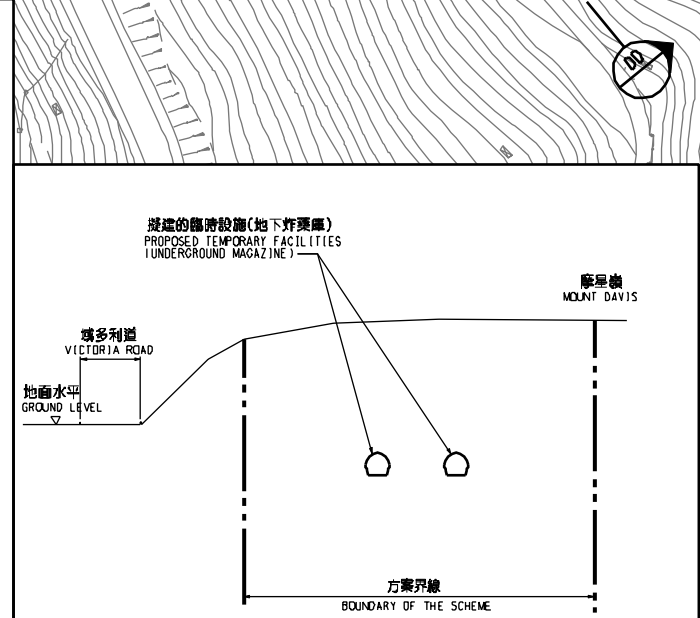 DD
擬建的臨時設施(地下炸藥庫)
PROPOSED TEMPORARY FACILITIES
(UNDERGROUND MAGAZINE)
摩星嶺
MOUNT DAVIS
域多利道
VICTORIA ROAD
地面水平
GROUND LEVEL
方案界線
BOUNDARY OF THE SCHEME